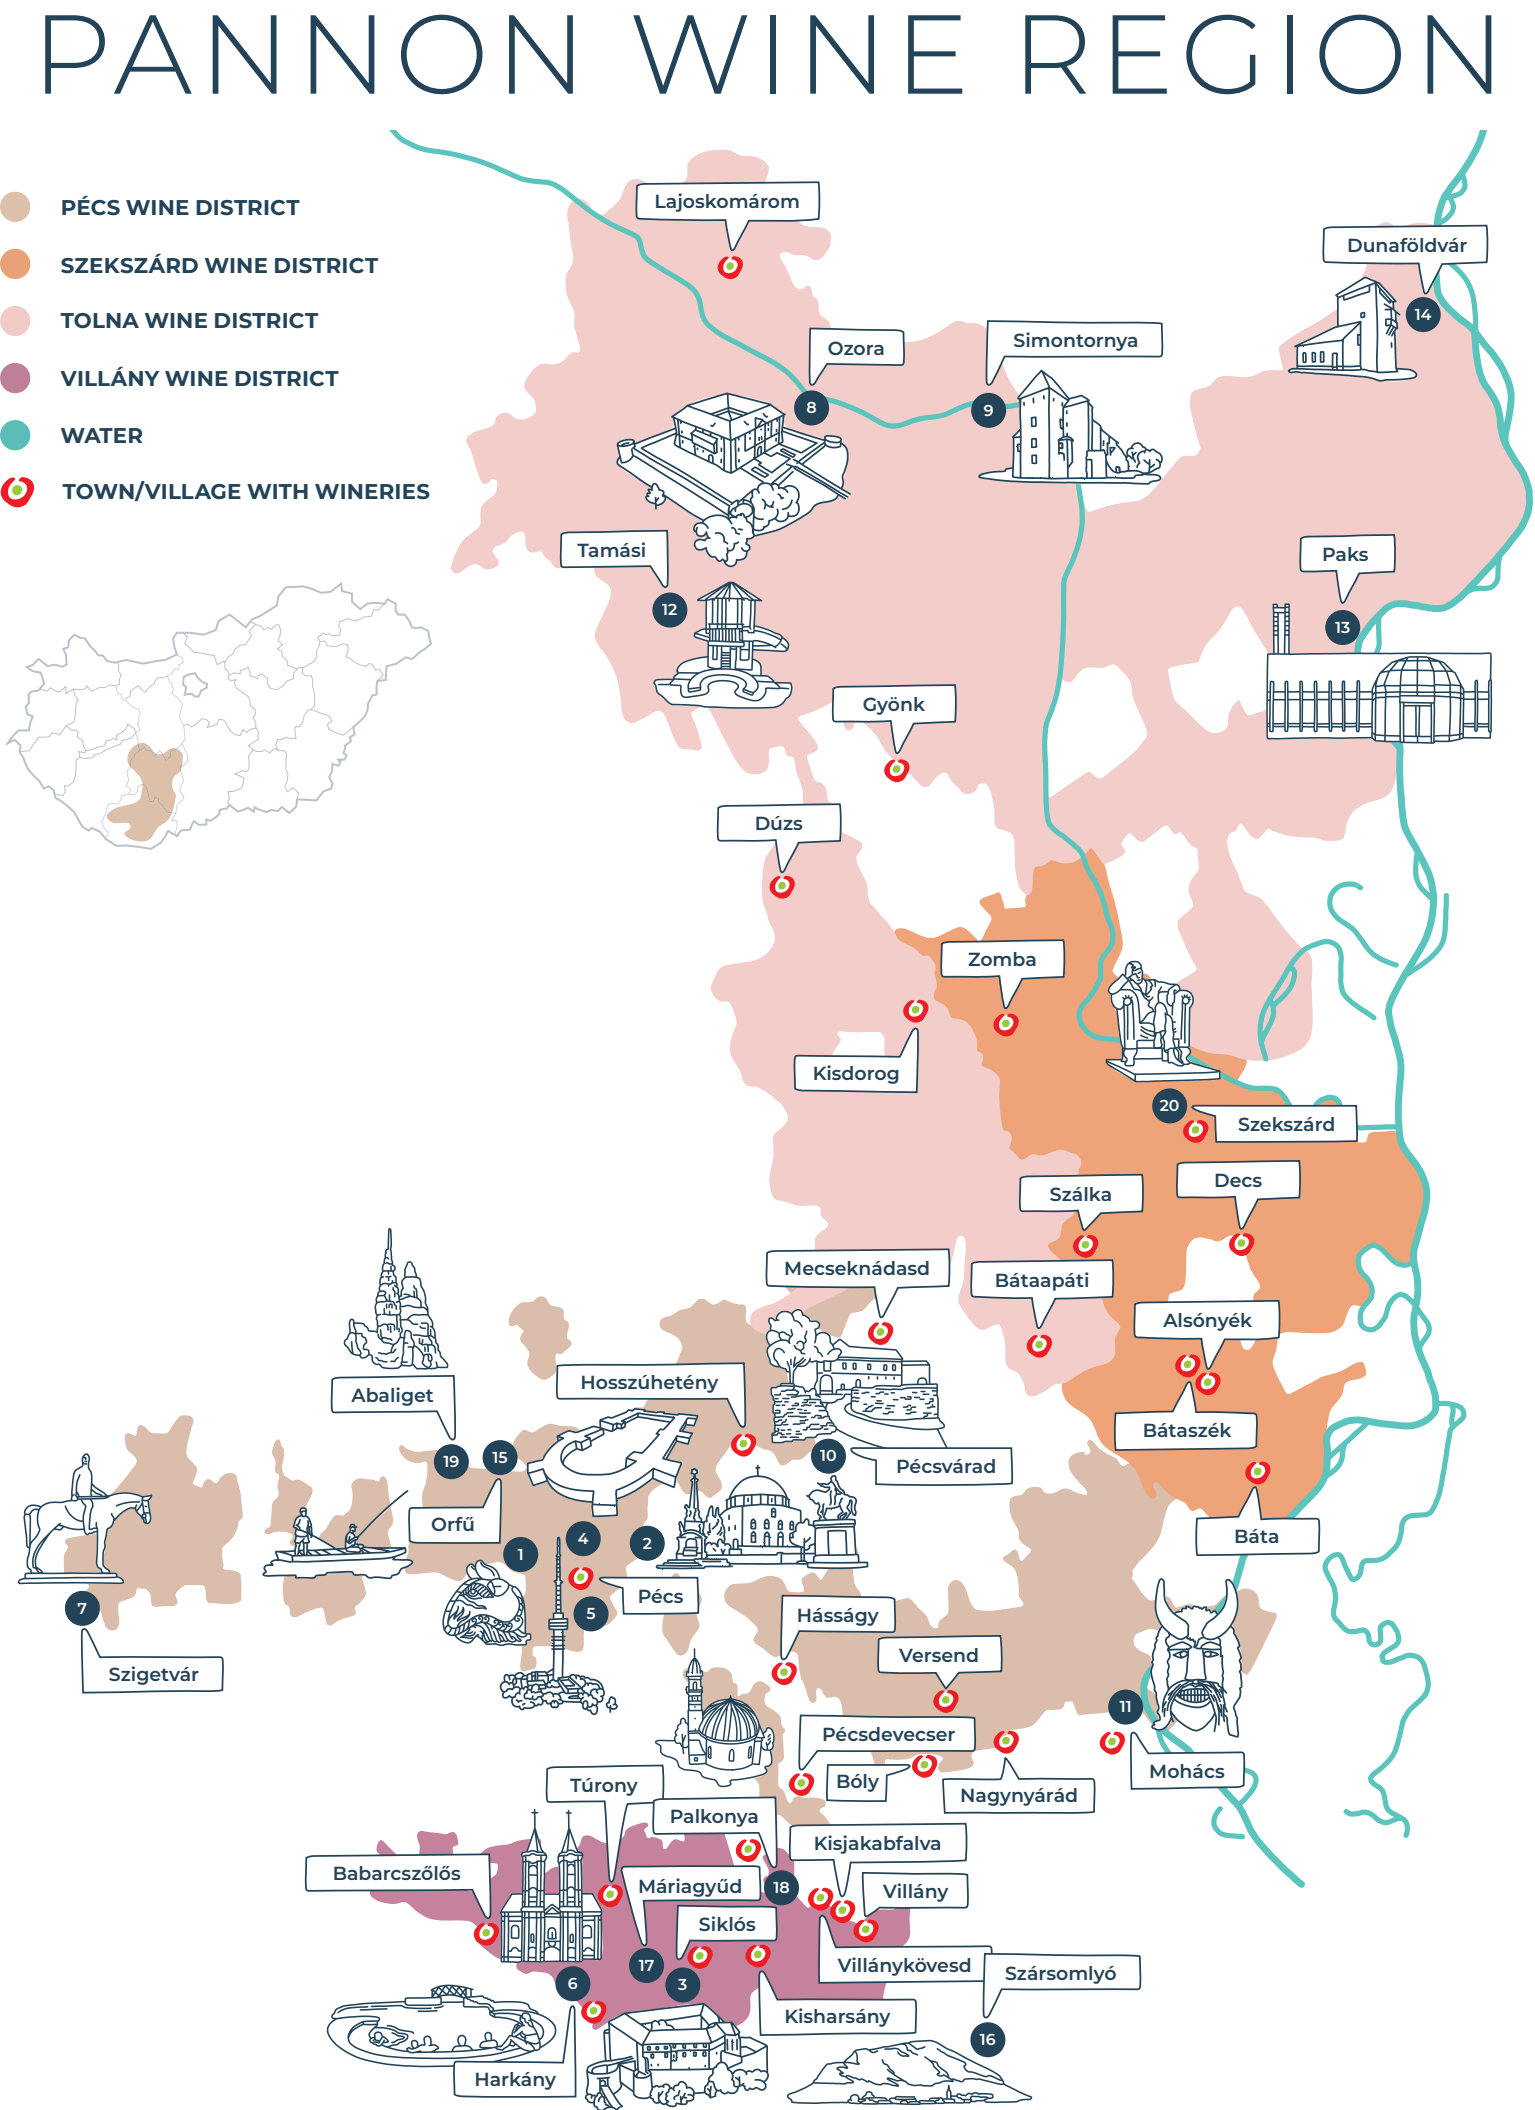 PANNON WINE REGION
PÉCS WINE DISTRICT
SZEKSZÁRD WINE DISTRICT
TOLNA WINE DISTRICT
VILLÁNY WINE DISTRICT
WATER
TOWN/VILLAGE WITH WINERIES
Lajoskomárom
Dunaföldvár
14
Ozora
8
Simontornya
9
Tamási
12
Paks
13
Gyönk
Dúzs
Zomba
Kisdorog
20
Szekszárd
Szálka
Decs
Mecseknádasd
Bátaapáti
Alsónyék
Abaliget
Hosszúhetény
Bátaszék
19
15
10
Pécsvárad
Orfű
Báta
1
4
2
5
Pécs
7
Szigetvár
Hásságy
Versend
11
Mohács
Pécsdevecser
Bóly
Nagynyárád
Túrony
Palkonya
Kisjakabfalva
Babarcszőlős
Máriagyűd
18
Villány
Siklós
17
3
6
Villánykövesd
Szársomlyó
Kisharsány
16
Harkány